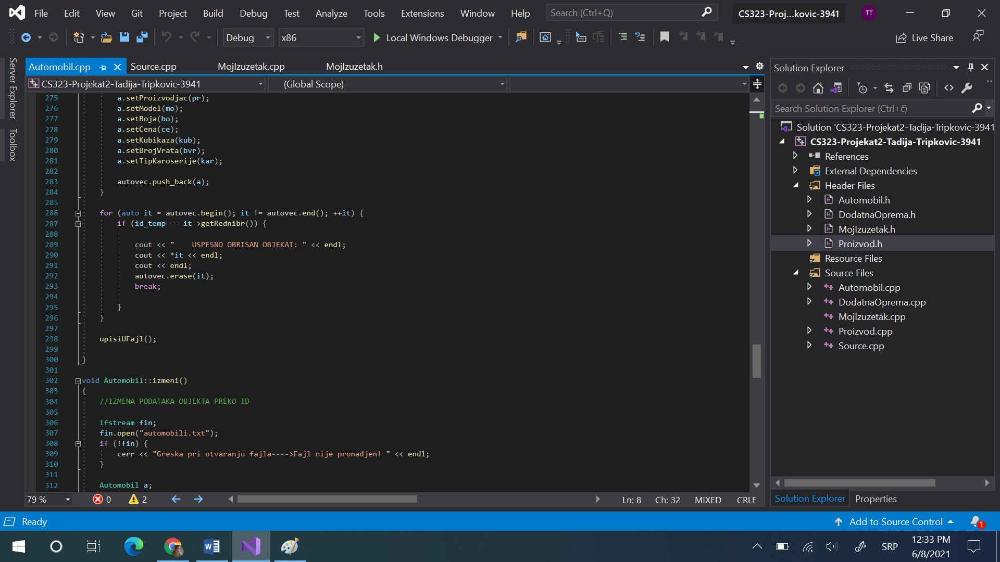 File Edit View Git Project Build Debug Test Analyze Tools Extensions Window Help Search (Ctrl+Q) CS323-Proj...kovic-3941 TT
Debug x86 Local Windows Debugger Live Share
Server Explorer
Toolbox
Automobil.cpp Source.cpp MojIzuzetak.cpp MojIzuzetak.h
CS323-Projekat2-Tadija-Tripkovic-3941 (Global Scope)
275 a.setProizvodjac(pr);
276 a.setModel(mo);
277 a.setBoja(bo);
278 a.setCena(ce);
279 a.setKubikaza(kub);
280 a.setBrojVrata(bvr);
281 a.setTipKaroserije(kar);
282
283 autovec.push_back(a);
284 }
285
286 for (auto it = autovec.begin(); it != autovec.end(); ++it) {
287 if (id_temp == it->getRednibr()) {
288
289 cout << "    USPESNO OBRISAN OBJEKAT: " << endl;
290 cout << *it << endl;
291 cout << endl;
292 autovec.erase(it);
293 break;
294
295 }
296 }
297
298 upisiUFajl();
299
300 }
301
302 void Automobil::izmeni()
303 {
304 //IZMENA PODATAKA OBJEKTA PREKO ID
305
306 ifstream fin;
307 fin.open("automobili.txt");
308 if (!fin) {
309 cerr << "Greska pri otvaranju fajla---->Fajl nije pronadjen! " << endl;
310 }
311
312 Automobil a;
79 % 0 2 Ln: 8 Ch: 32 MIXED CRLF
Solution Explorer
Search Solution Explorer (Ctrl+č)
Solution 'CS323-Projekat2-Tadija-Tripkovic-3941
CS323-Projekat2-Tadija-Tripkovic-3941
References
External Dependencies
Header Files
Automobil.h
DodatnaOprema.h
MojIzuzetak.h
Proizvod.h
Resource Files
Source Files
Automobil.cpp
DodatnaOprema.cpp
MojIzuzetak.cpp
Proizvod.cpp
Source.cpp
Solution Explorer Properties
Ready Add to Source Control 1
SRP 12:33 PM
6/8/2021